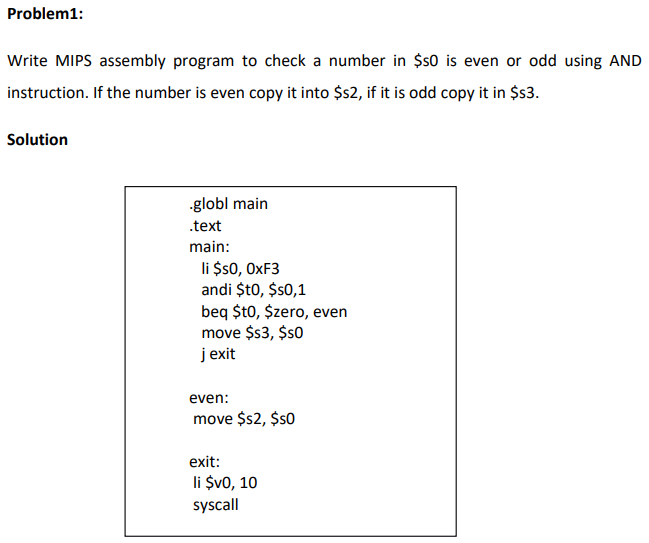 Problem1:
Write MIPS assembly program to check a number in $s0 is even or odd using AND
instruction. If the number is even copy it into $s2, if it is odd copy it in $s3.
Solution
.globl main
.text
main:
li $s0, 0xF3
andi $t0, $s0,1
beq $t0, $zero, even
move $s3, $s0
j exit
even:
move $s2, $s0
exit:
li $v0, 10
syscall